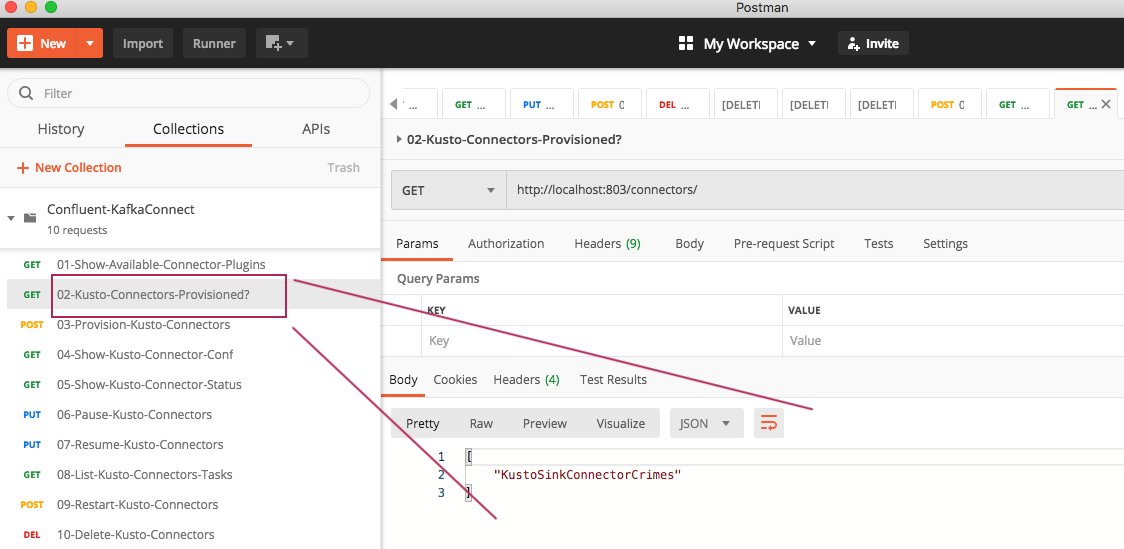 Postman
New Import Runner My Workspace Invite
Filter
History Collections APIs
New Collection Trash
Confluent-KafkaConnect
10 requests
GET 01-Show-Available-Connector-Plugins
GET 02-Kusto-Connectors-Provisioned?
POST 03-Provision-Kusto-Connectors
GET 04-Show-Kusto-Connector-Conf
GET 05-Show-Kusto-Connector-Status
PUT 06-Pause-Kusto-Connectors
PUT 07-Resume-Kusto-Connectors
GET 08-List-Kusto-Connectors-Tasks
POST 09-Restart-Kusto-Connectors
DEL 10-Delete-Kusto-Connectors
... GET ... PUT ... POST DEL ... [DELETI [DELETI [DELETI POST GET ... GET ...
02-Kusto-Connectors-Provisioned?
GET http://localhost:803/connectors/
Params Authorization Headers (9) Body Pre-request Script Tests Settings
Query Params
KEY VALUE
Key Value
Body Cookies Headers (4) Test Results
Pretty Raw Preview Visualize JSON
1 [
2 "KustoSinkConnectorCrimes"
3 ]